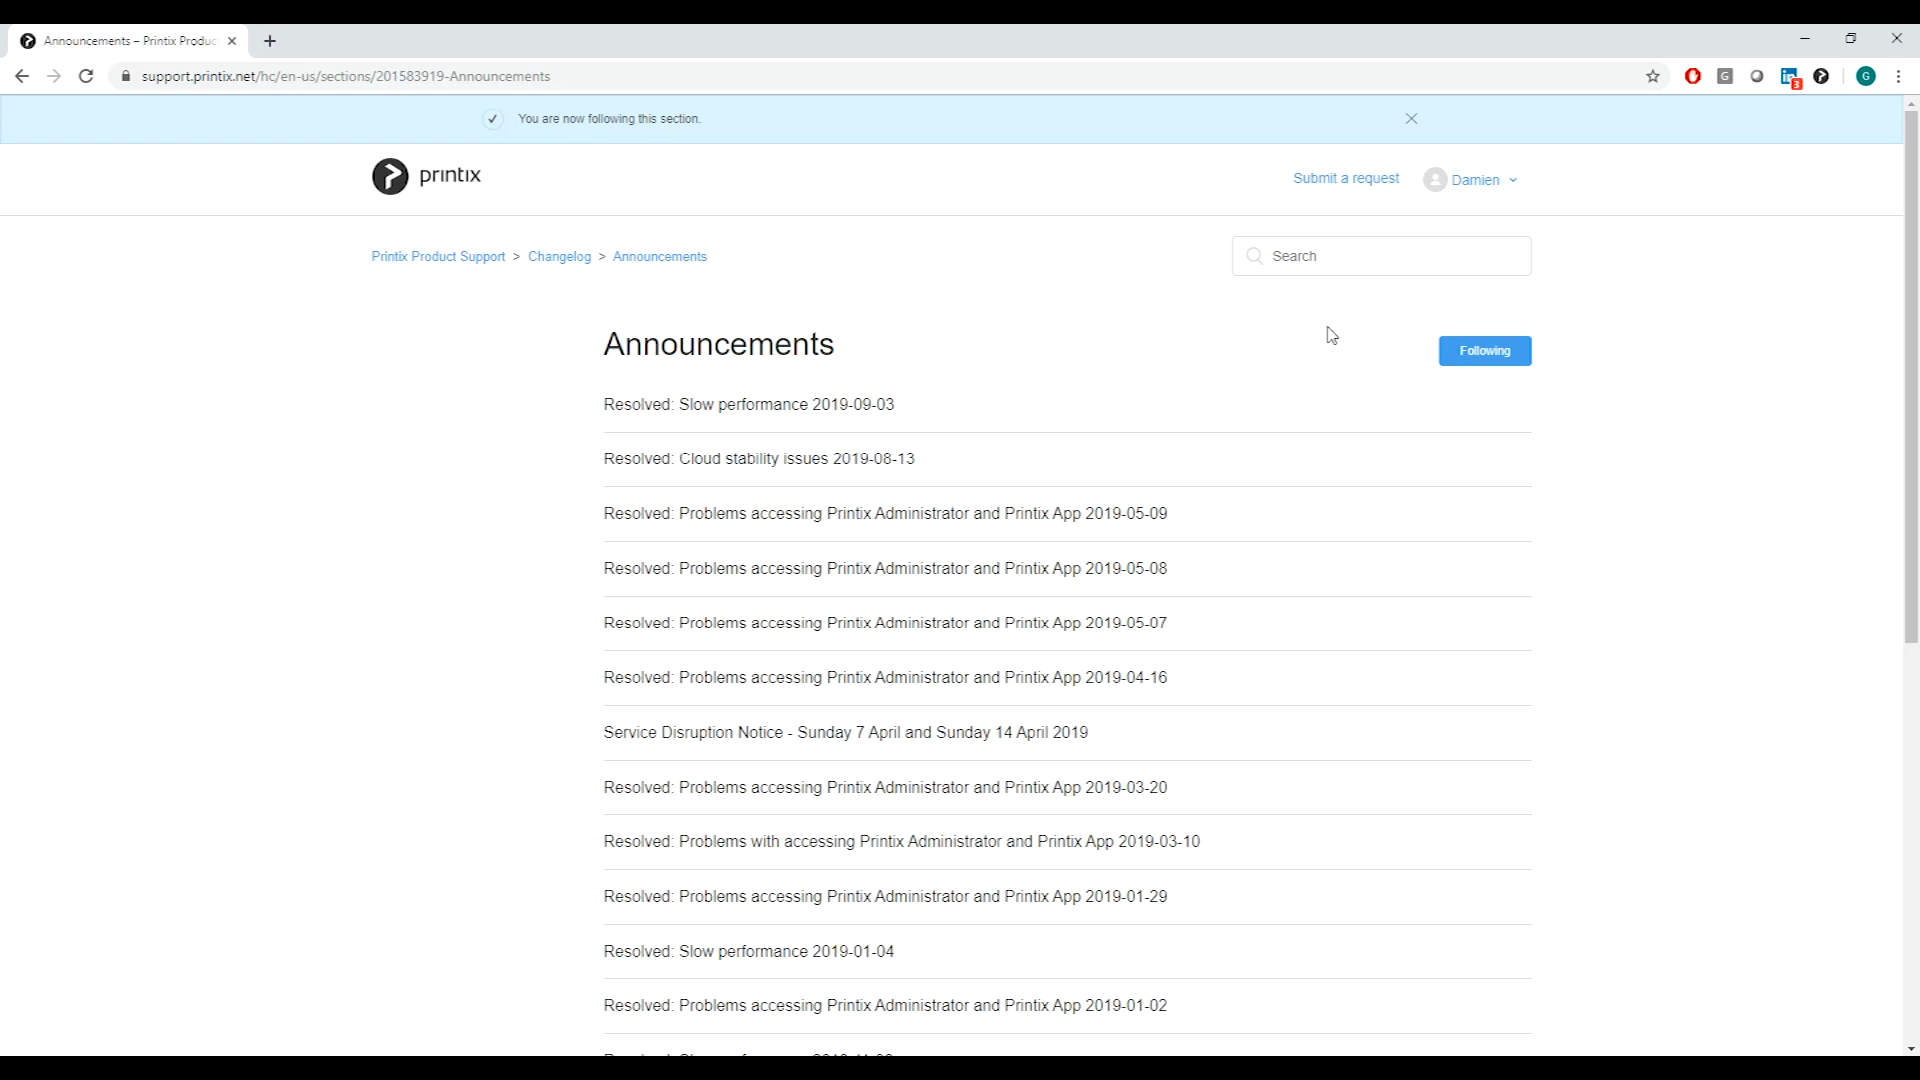 Announcements – Printix Produc
support.printix.net/hc/en-us/sections/201583919-Announcements
G
in
3
G
You are now following this section.
printix
Submit a request
Damien
Printix Product Support > Changelog > Announcements
Search
Announcements
Following
Resolved: Slow performance 2019-09-03
Resolved: Cloud stability issues 2019-08-13
Resolved: Problems accessing Printix Administrator and Printix App 2019-05-09
Resolved: Problems accessing Printix Administrator and Printix App 2019-05-08
Resolved: Problems accessing Printix Administrator and Printix App 2019-05-07
Resolved: Problems accessing Printix Administrator and Printix App 2019-04-16
Service Disruption Notice - Sunday 7 April and Sunday 14 April 2019
Resolved: Problems accessing Printix Administrator and Printix App 2019-03-20
Resolved: Problems with accessing Printix Administrator and Printix App 2019-03-10
Resolved: Problems accessing Printix Administrator and Printix App 2019-01-29
Resolved: Slow performance 2019-01-04
Resolved: Problems accessing Printix Administrator and Printix App 2019-01-02